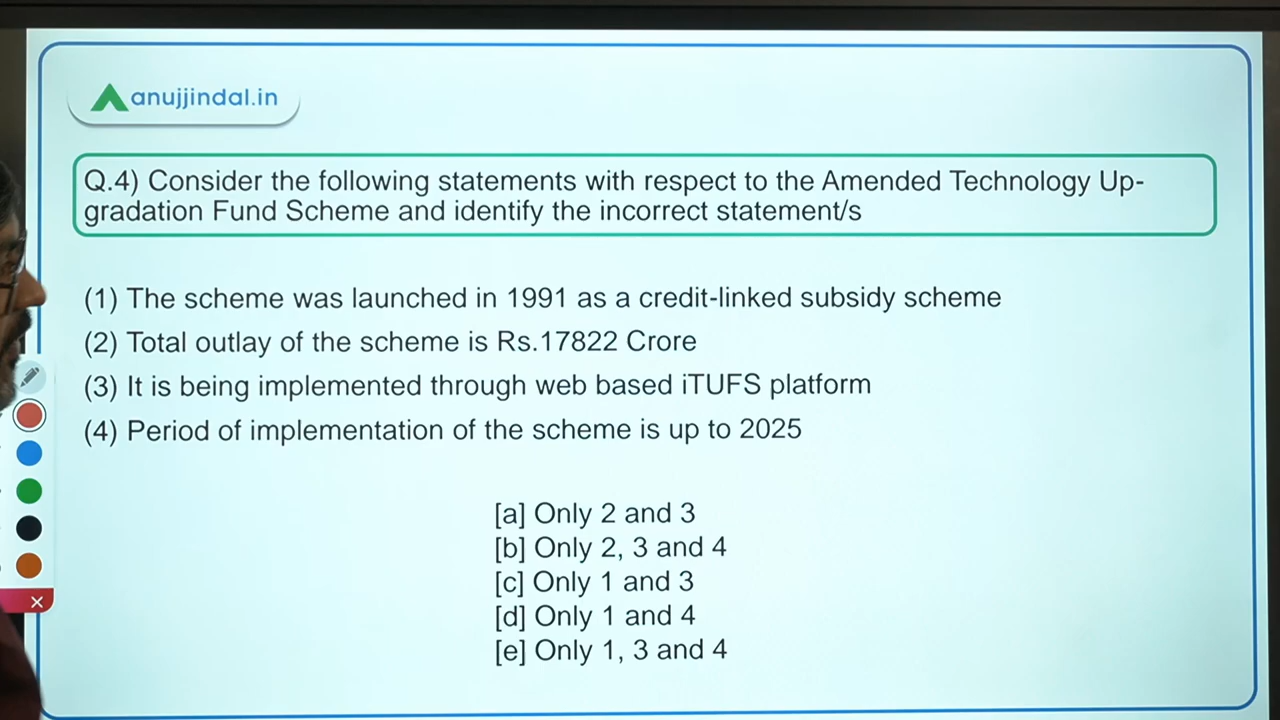 anujjindal.in
Q.4) Consider the following statements with respect to the Amended Technology Up-
gradation Fund Scheme and identify the incorrect statement/s
(1) The scheme was launched in 1991 as a credit-linked subsidy scheme
(2) Total outlay of the scheme is Rs.17822 Crore
(3) It is being implemented through web based iTUFS platform
(4) Period of implementation of the scheme is up to 2025
[a] Only 2 and 3
[b] Only 2, 3 and 4
[c] Only 1 and 3
[d] Only 1 and 4
[e] Only 1, 3 and 4